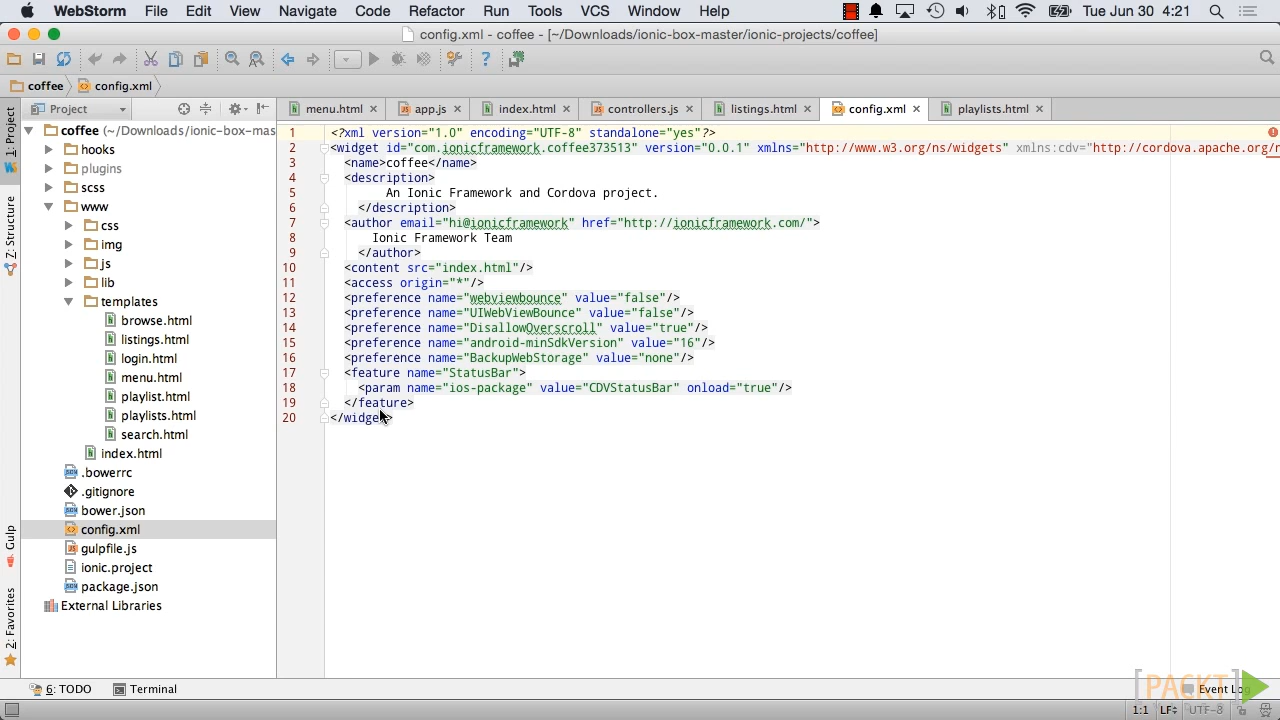 WebStorm File Edit View Navigate Code Refactor Run Tools VCS Window Help Tue Jun 30 4:21
config.xml - coffee - [~/Downloads/ionic-box-master/ionic-projects/coffee]
coffee config.xml
Project
menu.html app.js index.html controllers.js listings.html config.xml playlists.html
1: Project
Z: Structure
Gulp
2: Favorites
coffee (~/Downloads/ionic-box-mas
hooks
plugins
scss
www
css
img
js
lib
templates
browse.html
listings.html
login.html
menu.html
playlist.html
playlists.html
search.html
index.html
.bowerrc
.gitignore
bower.json
config.xml
gulpfile.js
ionic.project
package.json
External Libraries
1 <?xml version="1.0" encoding="UTF-8" standalone="yes"?>
2 <widget id="com.ionicframework.coffee373513" version="0.0.1" xmlns="http://www.w3.org/ns/widgets" xmlns:cdv="http://cordova.apache.org/n
3 <name>coffee</name>
4 <description>
5 An Ionic Framework and Cordova project.
6 </description>
7 <author email="hi@ionicframework" href="http://ionicframework.com/">
8 Ionic Framework Team
9 </author>
10 <content src="index.html"/>
11 <access origin="*"/>
12 <preference name="webviewbounce" value="false"/>
13 <preference name="UIWebViewBounce" value="false"/>
14 <preference name="DisallowOverscroll" value="true"/>
15 <preference name="android-minSdkVersion" value="16"/>
16 <preference name="BackupWebStorage" value="none"/>
17 <feature name="StatusBar">
18 <param name="ios-package" value="CDVStatusBar" onload="true"/>
19 </feature>
20 </widget>
6: TODO Terminal Event Log
[PACKT]
1:1 LF UTF-8